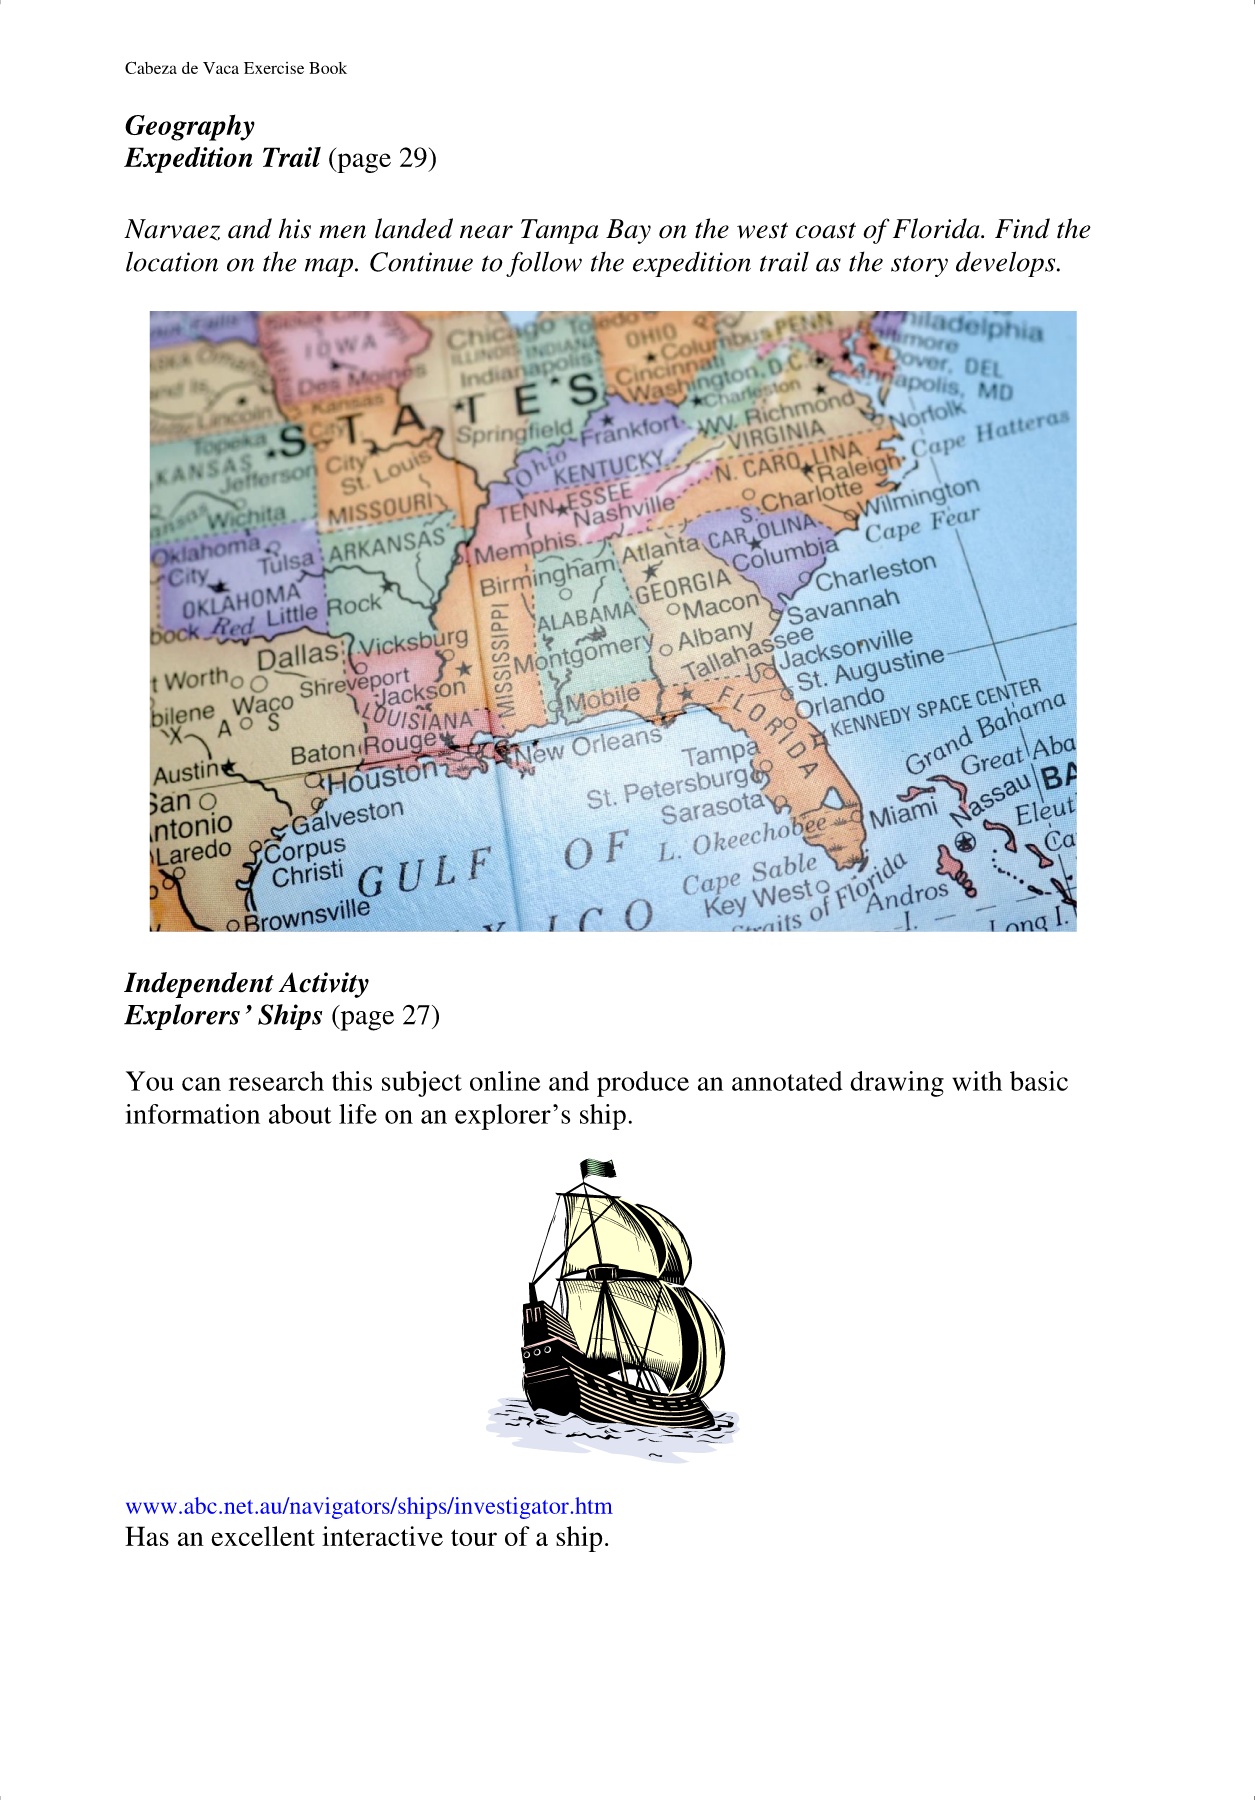 Cabeza de Vaca Exercise Book
Geography
Expedition Trail (page 29)
Narvaez and his men landed near Tampa Bay on the west coast of Florida. Find the
location on the map. Continue to follow the expedition trail as the story develops.
Philadelphia
Chicago Toledo
OHIO
Columbus PENN
IOWA
ILLINOIS INDIANA
Indianapolis
Cincinnati
Dover, DEL
Des Moines
Washington, D.C.
Annapolis, MD
Lincoln
Kansas
City
STATES
Charleston
Norfolk
Topeka
Springfield
Frankfort
W. Richmond
VIRGINIA
Cape Hatteras
KANSAS
Jefferson
City
St. Louis
Ohio
KENTUCKY
N. CAROLINA
Raleigh
Wichita
MISSOURI
TENNESSEE
Nashville
Charlotte
Wilmington
Oklahoma
City
Tulsa
ARKANSAS
Memphis
Atlanta
S. CAROLINA
Columbia
Cape Fear
OKLAHOMA
Little Rock
Birmingham
GEORGIA
Charleston
Red
MISSISSIPPI
ALABAMA
Macon
Savannah
Dallas
Vicksburg
Montgomery
Albany
Tallahassee
Jacksonville
t Worth
Shreveport
Jackson
Mobile
St. Augustine
bilene
Waco
LOUISIANA
FLORIDA
Orlando
KENNEDY SPACE CENTER
Baton Rouge
New Orleans
Tampa
Grand Bahama
Austin
Houston
St. Petersburg
Great Aba
San
ntonio
Galveston
Sarasota
Miami
Nassau
BA
Laredo
Corpus
Christi
GULF OF
L. Okeechobee
Eleut
Cape Sable
Ca
Brownsville
Key West
Straits of Florida
Andros
I.
XICO
Long I.
Independent Activity
Explorers’ Ships (page 27)
You can research this subject online and produce an annotated drawing with basic
information about life on an explorer’s ship.
www.abc.net.au/navigators/ships/investigator.htm
Has an excellent interactive tour of a ship.